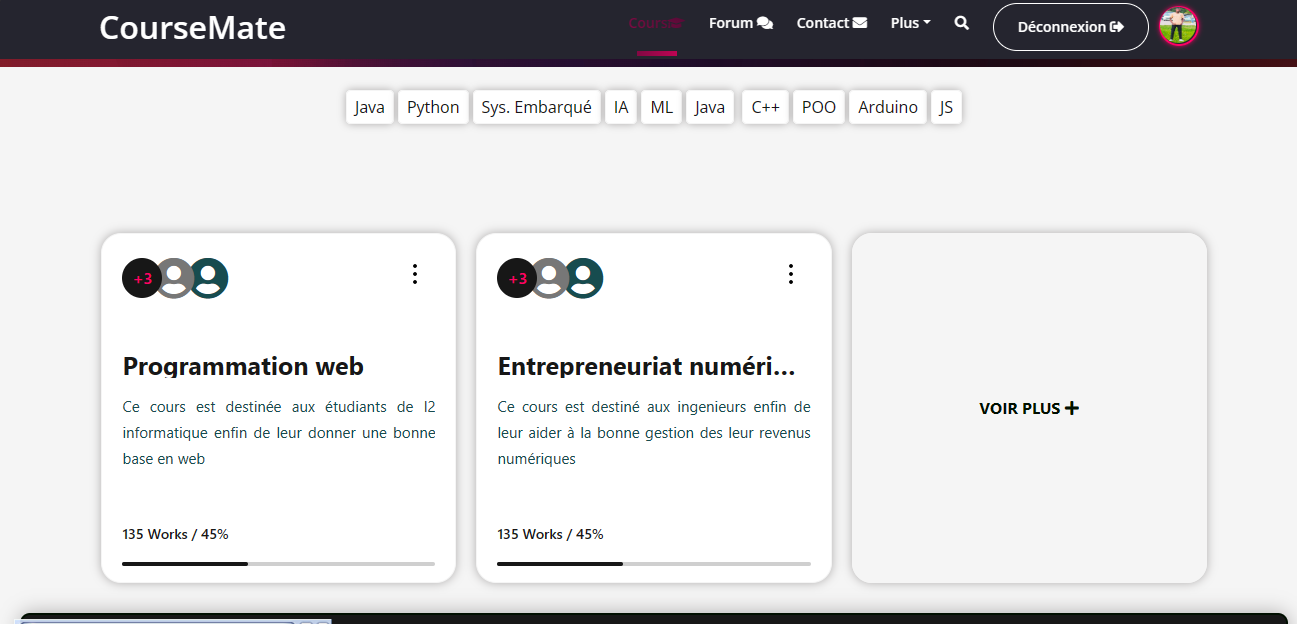 CourseMate
Cours
Forum
Contact
Plus
Déconnexion
Java
Python
Sys. Embarqué
IA
ML
Java
C++
POO
Arduino
JS
+3
Programmation web
Ce cours est destinée aux étudiants de I2
informatique enfin de leur donner une bonne
base en web
135 Works / 45%
+3
Entrepreneuriat numéri...
Ce cours est destiné aux ingenieurs enfin de
leur aider à la bonne gestion des leur revenus
numériques
135 Works / 45%
VOIR PLUS